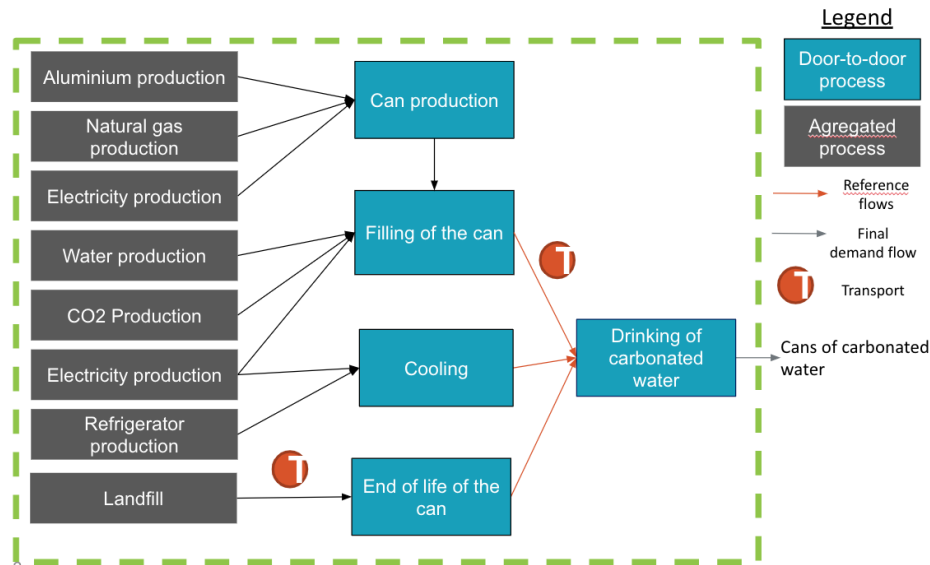 Legend
Aluminium production
Natural gas
production
Electricity production
Water production
CO2 Production
Electricity production
Refrigerator
production
Landfill
Can production
Filling of the can
Cooling
End of life of the
can
T
T
Drinking of
carbonated
water
Door-to-door
process
Agregated
process
Reference
flows
Final
demand flow
T
Transport
Cans of carbonated
water